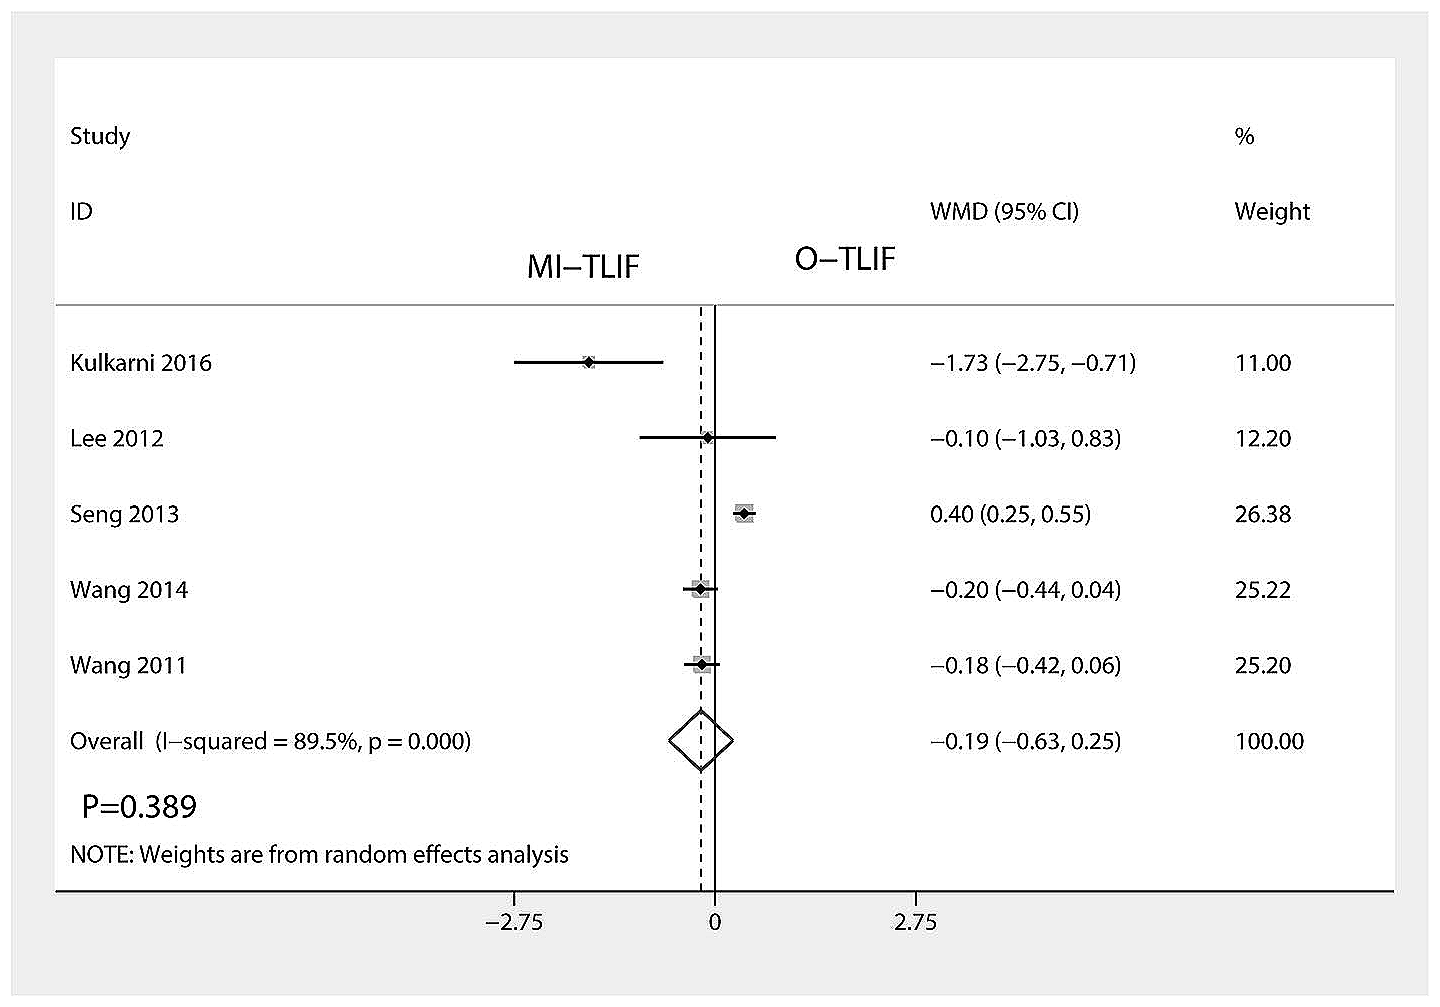 Study %
ID WMD (95% CI) Weight
MI–TLIF O–TLIF
Kulkarni 2016 −1.73 (−2.75, −0.71) 11.00
Lee 2012 −0.10 (−1.03, 0.83) 12.20
Seng 2013 0.40 (0.25, 0.55) 26.38
Wang 2014 −0.20 (−0.44, 0.04) 25.22
Wang 2011 −0.18 (−0.42, 0.06) 25.20
Overall (I−squared = 89.5%, p = 0.000) −0.19 (−0.63, 0.25) 100.00
P=0.389
NOTE: Weights are from random effects analysis
−2.75 0 2.75